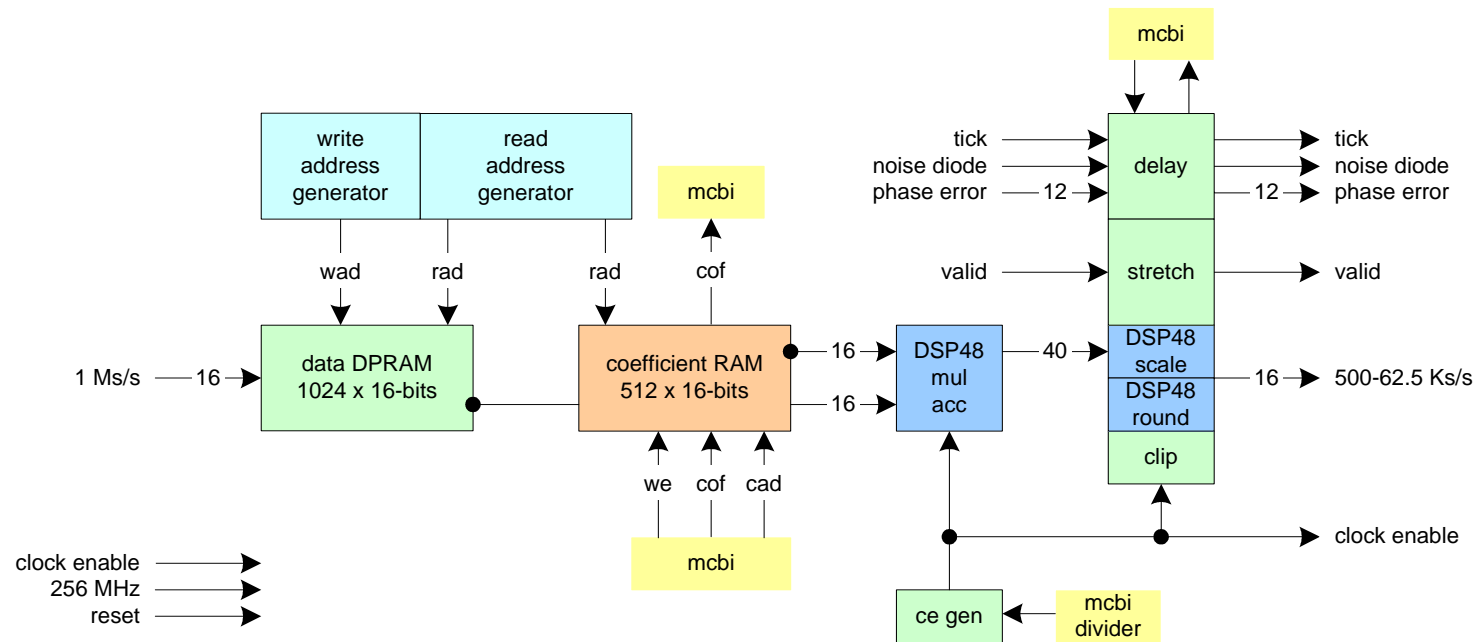 mcbi
write
address
generator
read
address
generator
mcbi
tick
noise diode
phase error
12
delay
tick
noise diode
12
phase error
wad
rad
rad
cof
valid
stretch
valid
1 Ms/s
16
data DPRAM
1024 x 16-bits
coefficient RAM
512 x 16-bits
16
16
DSP48
mul
acc
40
DSP48
scale
DSP48
round
16
500-62.5 Ks/s
clip
we
cof
cad
mcbi
clock enable
clock enable
256 MHz
reset
ce gen
mcbi
divider